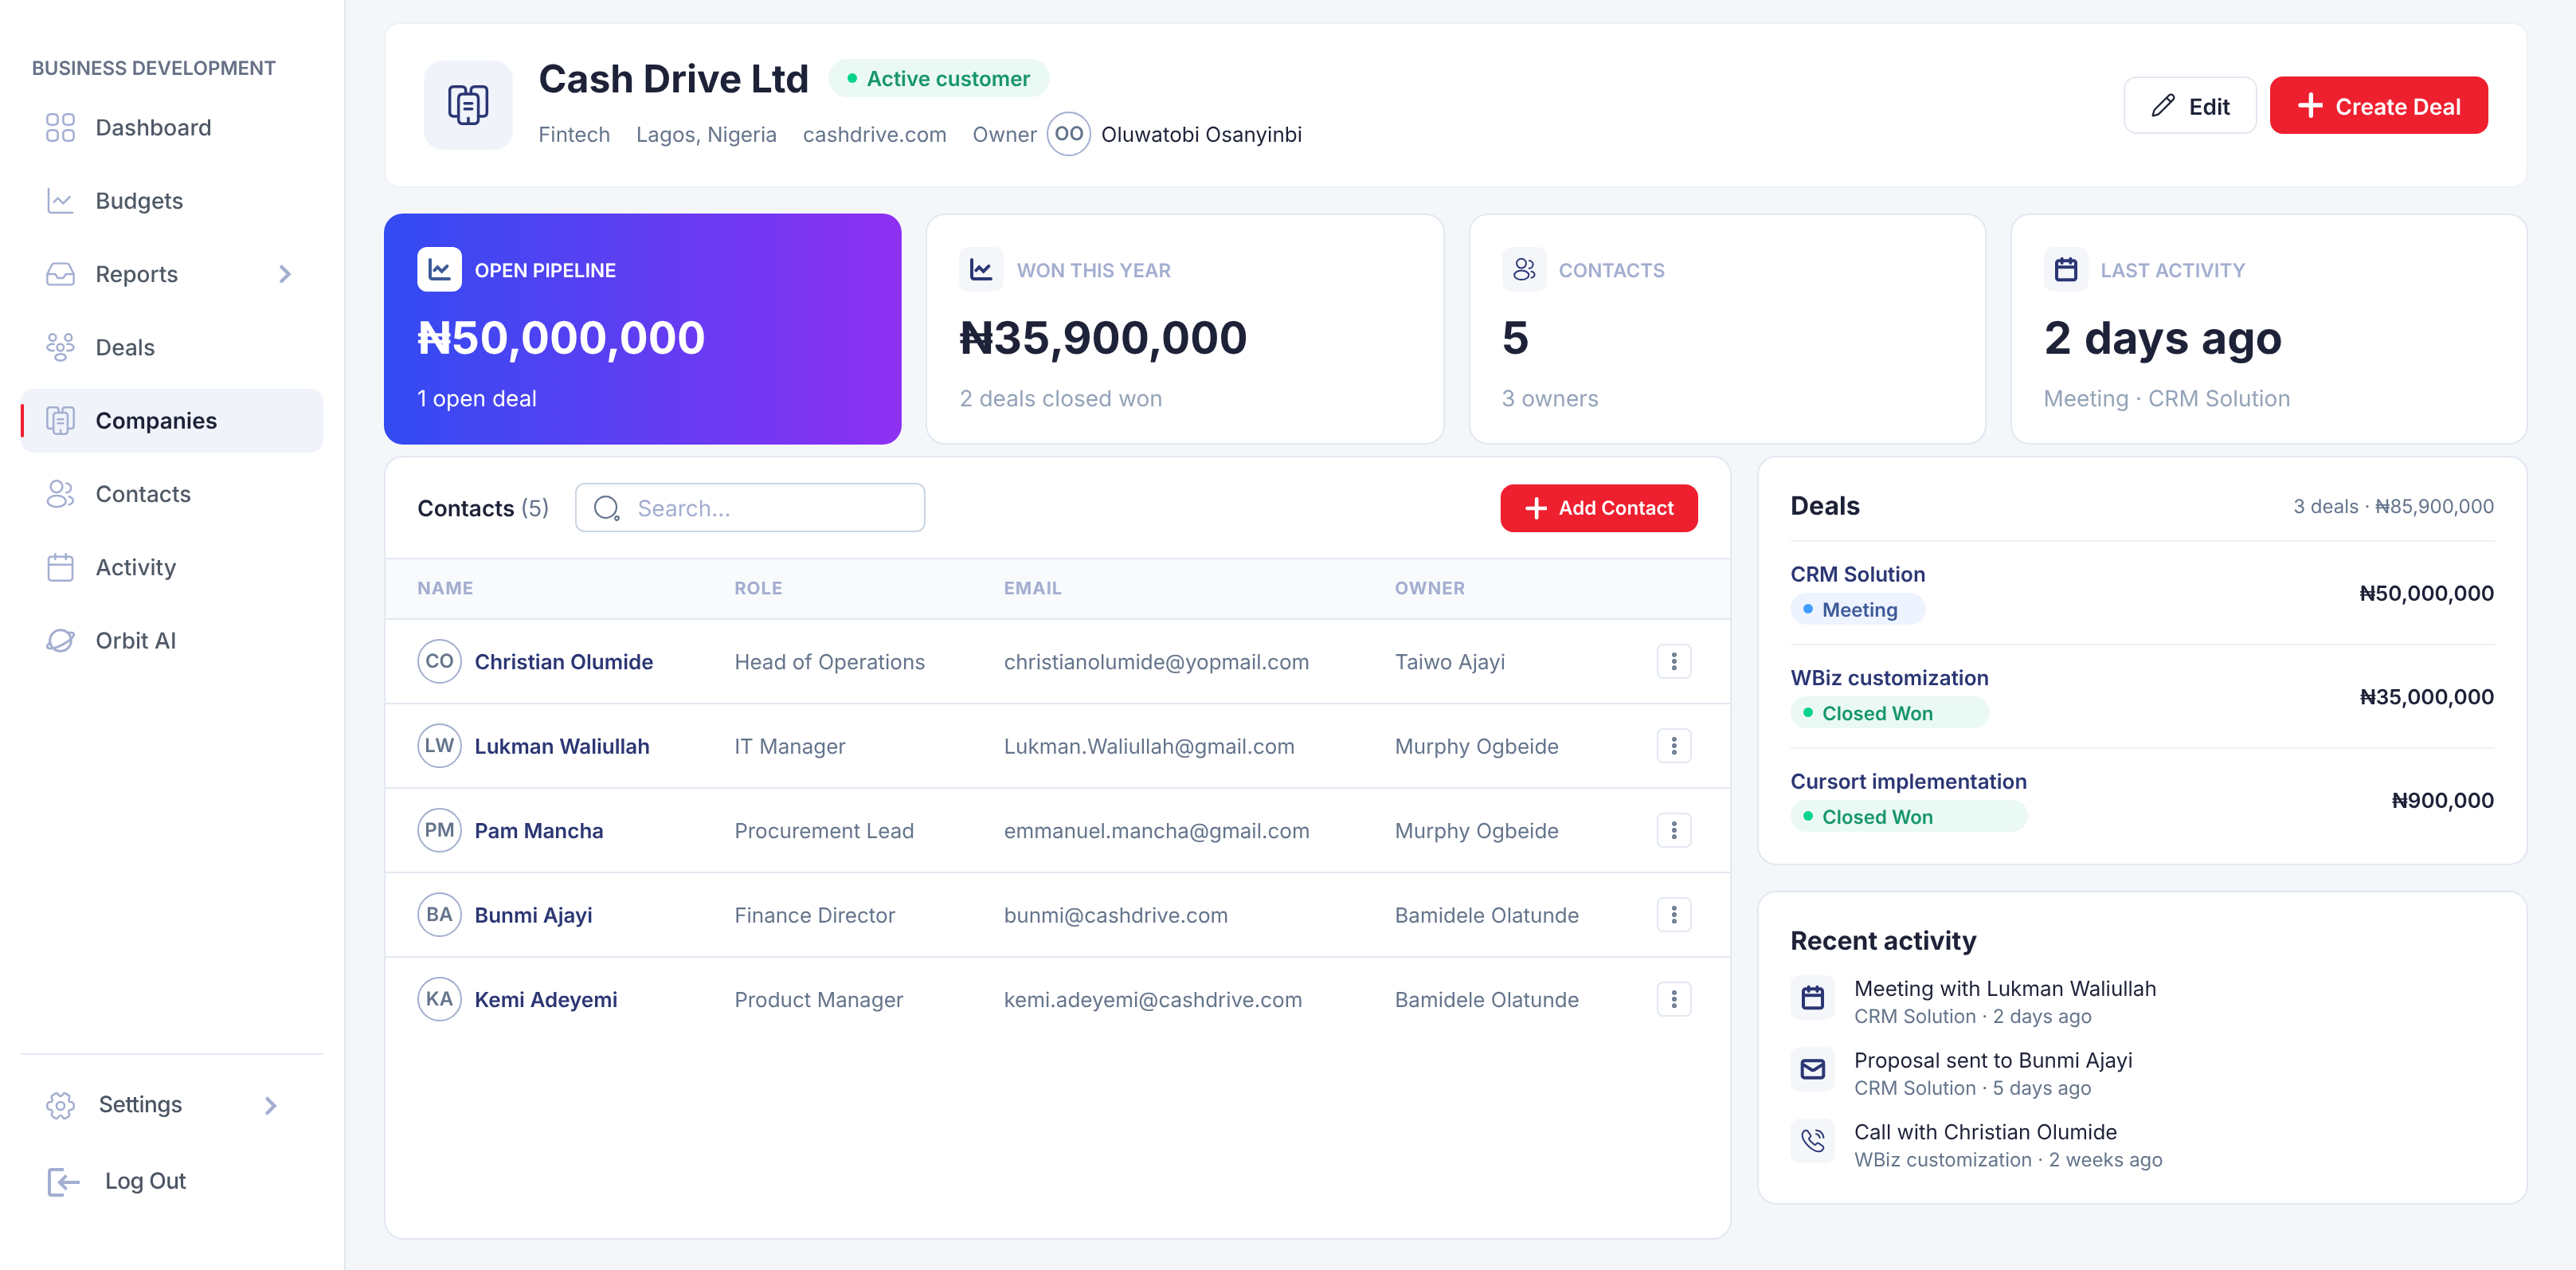 BUSINESS DEVELOPMENT
Dashboard
Budgets
Reports
Deals
Companies
Contacts
Activity
Orbit AI
Settings
Log Out
Cash Drive Ltd
Active customer
Fintech Lagos, Nigeria cashdrive.com Owner OO Oluwatobi Osanyinbi
Edit
Create Deal
OPEN PIPELINE
₦50,000,000
1 open deal
WON THIS YEAR
₦35,900,000
2 deals closed won
CONTACTS
5
3 owners
LAST ACTIVITY
2 days ago
Meeting · CRM Solution
Contacts (5)
Search...
Add Contact
NAME ROLE EMAIL OWNER
CO Christian Olumide Head of Operations christianolumide@yopmail.com Taiwo Ajayi
LW Lukman Waliullah IT Manager Lukman.Waliullah@gmail.com Murphy Ogbeide
PM Pam Mancha Procurement Lead emmanuel.mancha@gmail.com Murphy Ogbeide
BA Bunmi Ajayi Finance Director bunmi@cashdrive.com Bamidele Olatunde
KA Kemi Adeyemi Product Manager kemi.adeyemi@cashdrive.com Bamidele Olatunde
Deals
3 deals · ₦85,900,000
CRM Solution
Meeting
₦50,000,000
WBiz customization
Closed Won
₦35,000,000
Cursort implementation
Closed Won
₦900,000
Recent activity
Meeting with Lukman Waliullah
CRM Solution · 2 days ago
Proposal sent to Bunmi Ajayi
CRM Solution · 5 days ago
Call with Christian Olumide
WBiz customization · 2 weeks ago